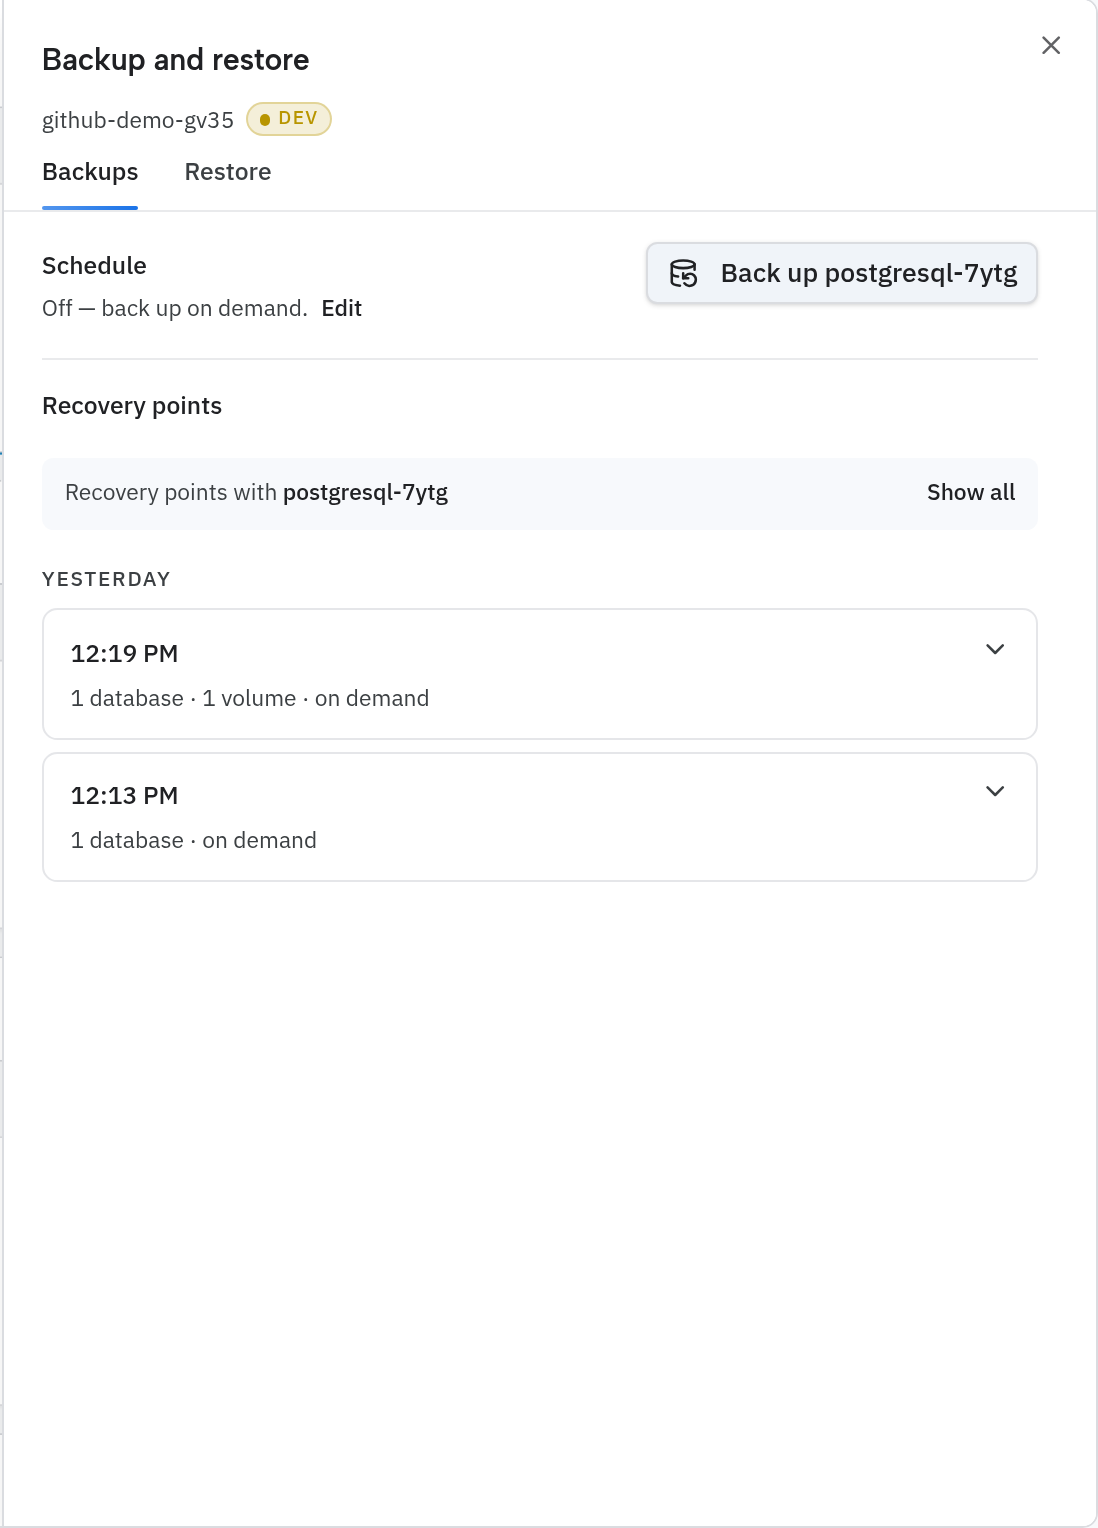 Backup and restore
github-demo-gv35 DEV
Backups Restore
Schedule
Off — back up on demand. Edit
Back up postgresql-7ytg
Recovery points
Recovery points with postgresql-7ytg Show all
YESTERDAY
12:19 PM
1 database · 1 volume · on demand
12:13 PM
1 database · on demand